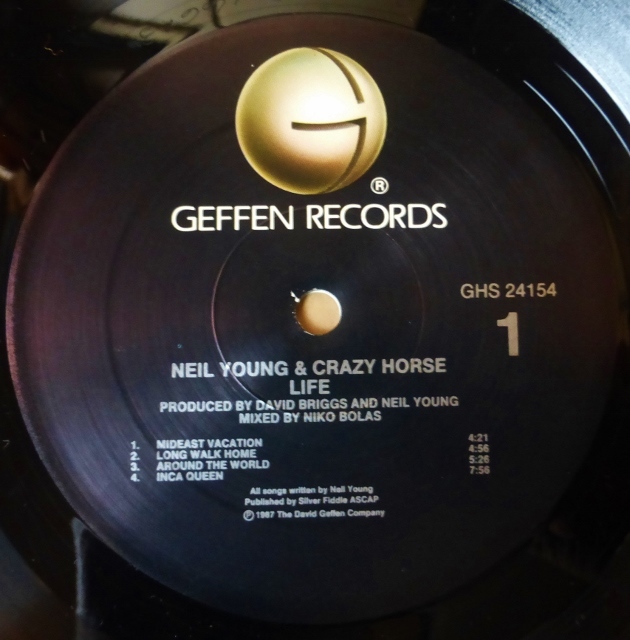 ®
GEFFEN RECORDS
GHS 24154
1
NEIL YOUNG & CRAZY HORSE
LIFE
PRODUCED BY DAVID BRIGGS AND NEIL YOUNG
MIXED BY NIKO BOLAS
1. MIDEAST VACATION 4:21
2. LONG WALK HOME 4:56
3. AROUND THE WORLD 5:26
4. INCA QUEEN 7:56
All songs written by Neil Young
Published by Silver Fiddle ASCAP
℗ 1987 The David Geffen Company